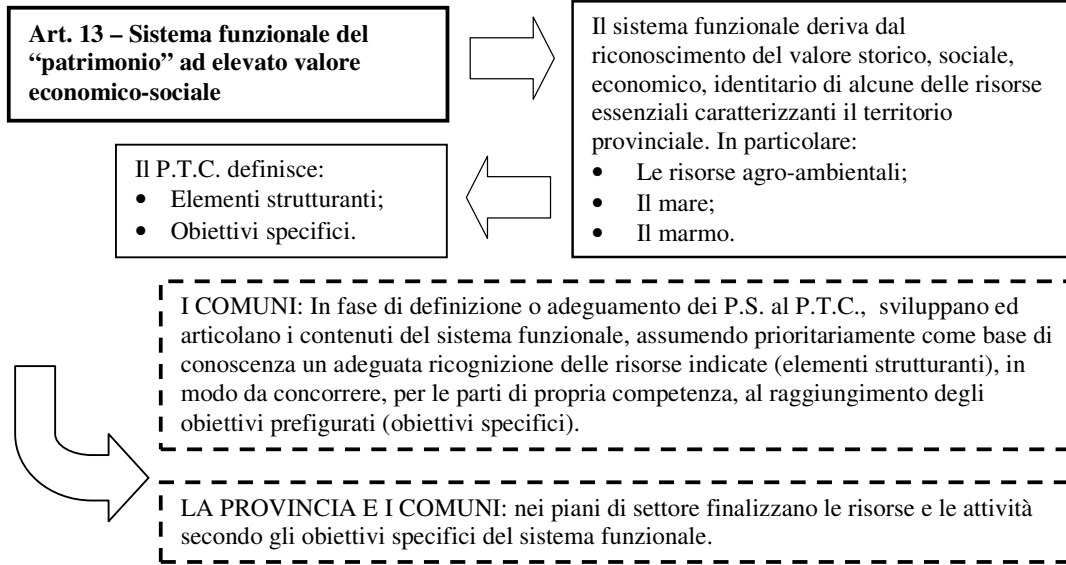 Art. 13 – Sistema funzionale del
“patrimonio” ad elevato valore
economico-sociale
Il sistema funzionale deriva dal
riconoscimento del valore storico, sociale,
economico, identitario di alcune delle risorse
essenziali caratterizzanti il territorio
provinciale. In particolare:
• Le risorse agro-ambientali;
• Il mare;
• Il marmo.
Il P.T.C. definisce:
• Elementi strutturanti;
• Obiettivi specifici.
I COMUNI: In fase di definizione o adeguamento dei P.S. al P.T.C., sviluppano ed
articolano i contenuti del sistema funzionale, assumendo prioritariamente come base di
conoscenza un adeguata ricognizione delle risorse indicate (elementi strutturanti), in
modo da concorrere, per le parti di propria competenza, al raggiungimento degli
obiettivi prefigurati (obiettivi specifici).
LA PROVINCIA E I COMUNI: nei piani di settore finalizzano le risorse e le attività
secondo gli obiettivi specifici del sistema funzionale.